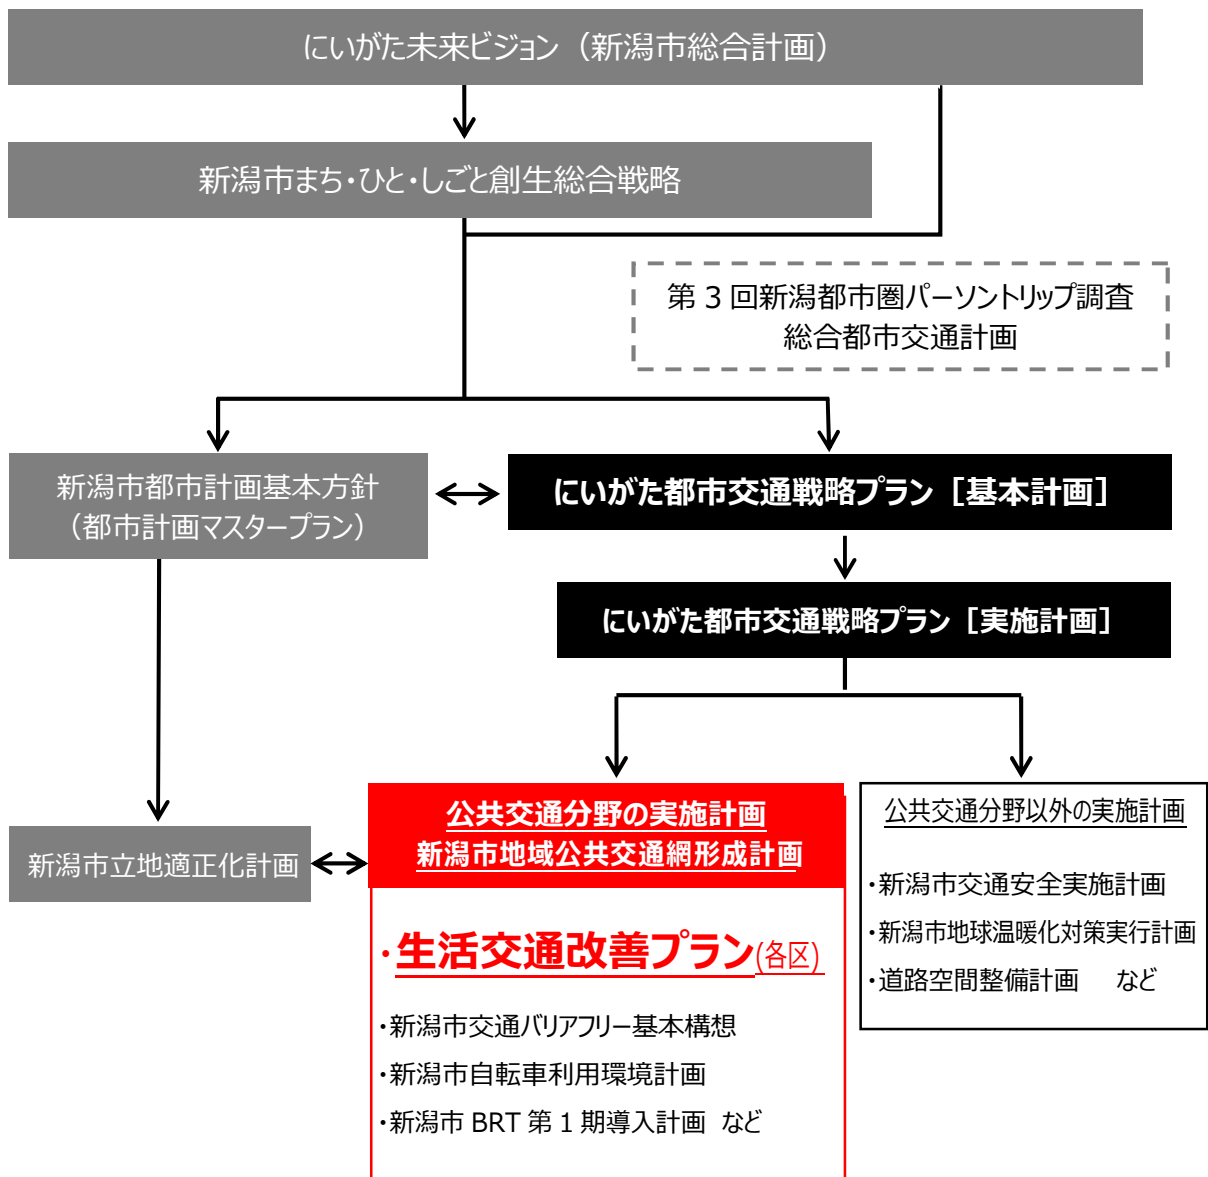 にいがた未来ビジョン（新潟市総合計画）
新潟市まち・ひと・しごと創生総合戦略
第３回新潟都市圏パーソントリップ調査
総合都市交通計画
新潟市都市計画基本方針
（都市計画マスタープラン）
にいがた都市交通戦略プラン［基本計画］
にいがた都市交通戦略プラン［実施計画］
新潟市立地適正化計画
公共交通分野の実施計画
新潟市地域公共交通網形成計画
・生活交通改善プラン(各区)
・新潟市交通バリアフリー基本構想
・新潟市自転車利用環境計画
・新潟市 BRT 第１期導入計画 など
公共交通分野以外の実施計画
・新潟市交通安全実施計画
・新潟市地球温暖化対策実行計画
・道路空間整備計画　など